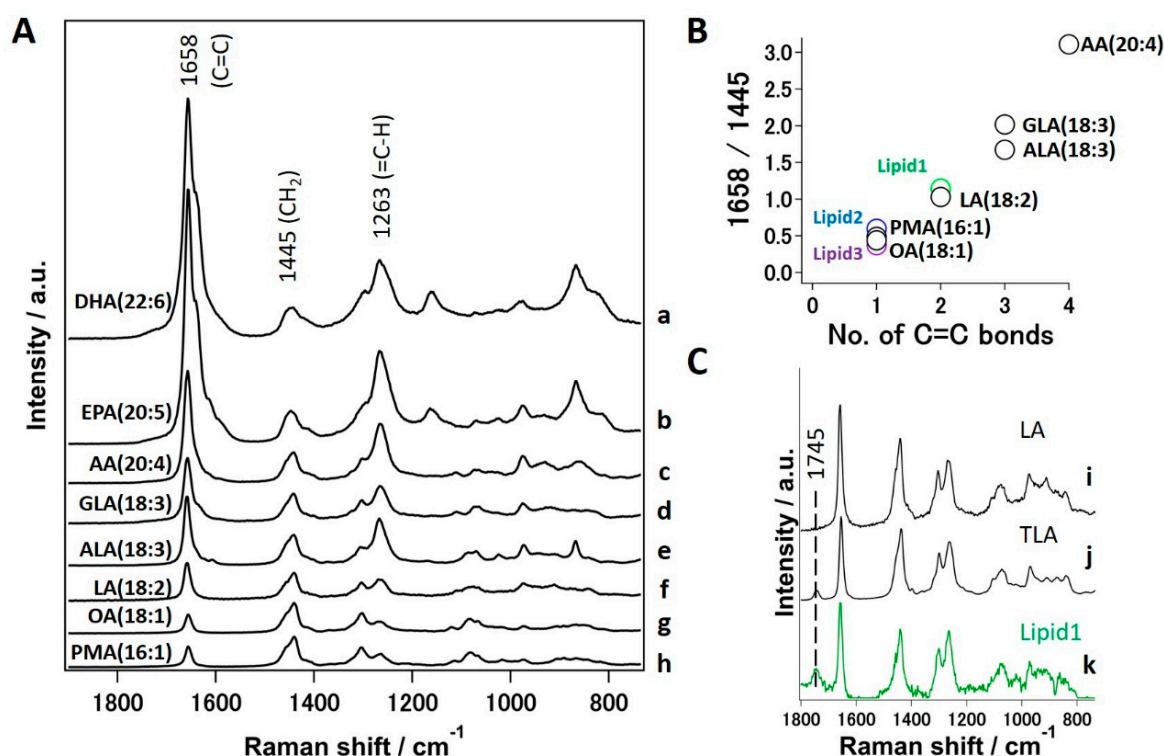 A
1658
(C=C)
1445 (CH2)
1263 (=C-H)
DHA(22:6)
a
EPA(20:5)
b
AA(20:4)
c
GLA(18:3)
d
ALA(18:3)
e
LA(18:2)
f
OA(18:1)
g
PMA(16:1)
h
Intensity / a.u.
1800 1600 1400 1200 1000 800
Raman shift / cm-1
B
1658 / 1445
3.0
2.5
2.0
1.5
1.0
0.5
0.0
AA(20:4)
GLA(18:3)
ALA(18:3)
Lipid1
LA(18:2)
Lipid2
PMA(16:1)
Lipid3
OA(18:1)
0 1 2 3 4
No. of C=C bonds
C
1745
LA
i
TLA
j
Lipid1
k
Intensity / a.u.
1800 1600 1400 1200 1000 800
Raman shift / cm-1